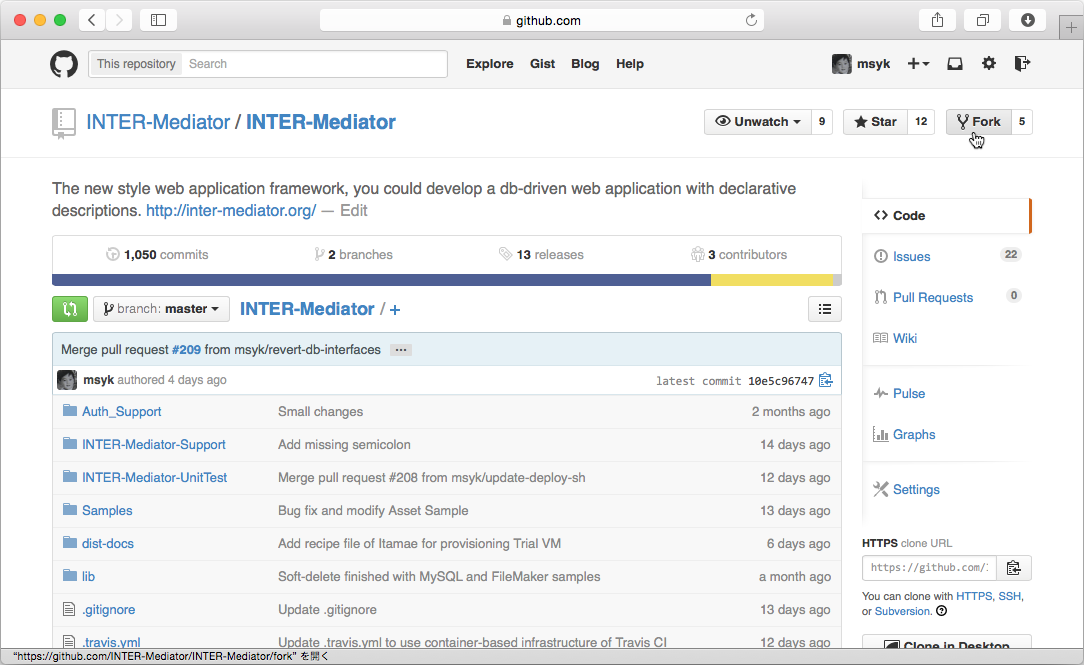 github.com
This repository Search Explore Gist Blog Help msyk
INTER-Mediator / INTER-Mediator Unwatch 9 Star 12 Fork 5
The new style web application framework, you could develop a db-driven web application with declarative
descriptions. http://inter-mediator.org/ — Edit
1,050 commits 2 branches 13 releases 3 contributors
branch: master INTER-Mediator / +
Merge pull request #209 from msyk/revert-db-interfaces ...
msyk authored 4 days ago latest commit 10e5c96747
Auth_Support Small changes 2 months ago
INTER-Mediator-Support Add missing semicolon 14 days ago
INTER-Mediator-UnitTest Merge pull request #208 from msyk/update-deploy-sh 12 days ago
Samples Bug fix and modify Asset Sample 13 days ago
dist-docs Add recipe file of Itamae for provisioning Trial VM 6 days ago
lib Soft-delete finished with MySQL and FileMaker samples a month ago
.gitignore Update .gitignore 13 days ago
.travis.yml Update .travis.yml to use container-based infrastructure of Travis CI 12 days ago
Code
Issues 22
Pull Requests 0
Wiki
Pulse
Graphs
Settings
HTTPS clone URL
https://github.com/
You can clone with HTTPS, SSH,
or Subversion.
Clone in Desktop
"https://github.com/INTER-Mediator/INTER-Mediator/fork" を開く